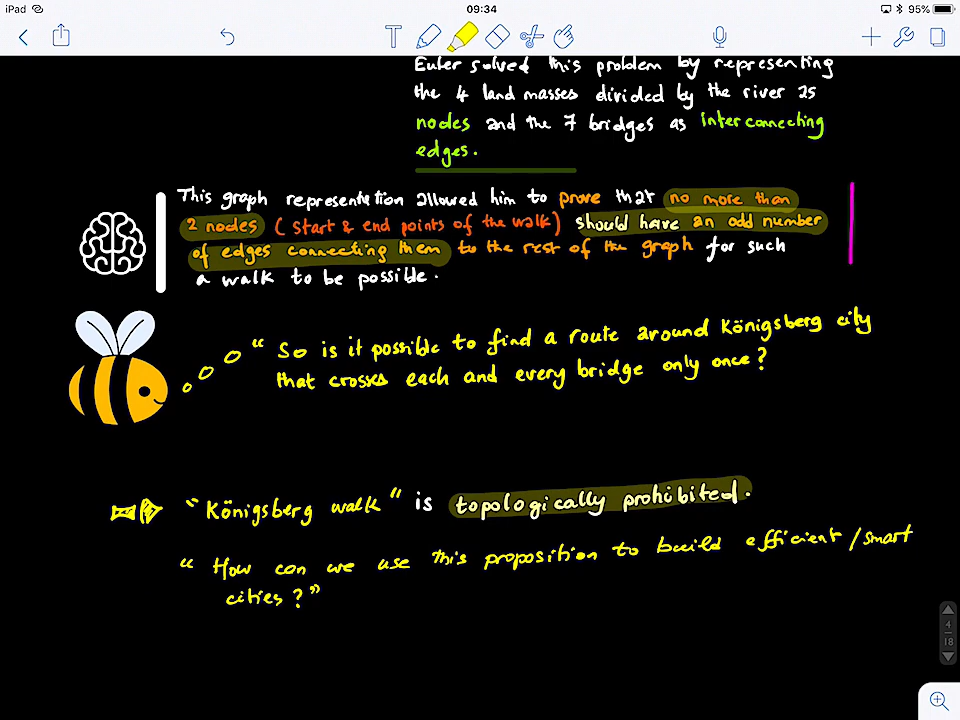 iPad 09:34 95%
T
Euler solved this problem by representing
the 4 land masses divided by the river as
nodes and the 7 bridges as interconnecting
edges.
This graph representation allowed him to prove that no more than
2 nodes (start & end points of the walk) should have an odd number
of edges connecting them to the rest of the graph for such
a walk to be possible.
"So is it possible to find a route around Königsberg city
that crosses each and every bridge only once?
"Königsberg walk" is topologically prohibited.
"How can we use this proposition to build efficient/smart
cities?"
4
18